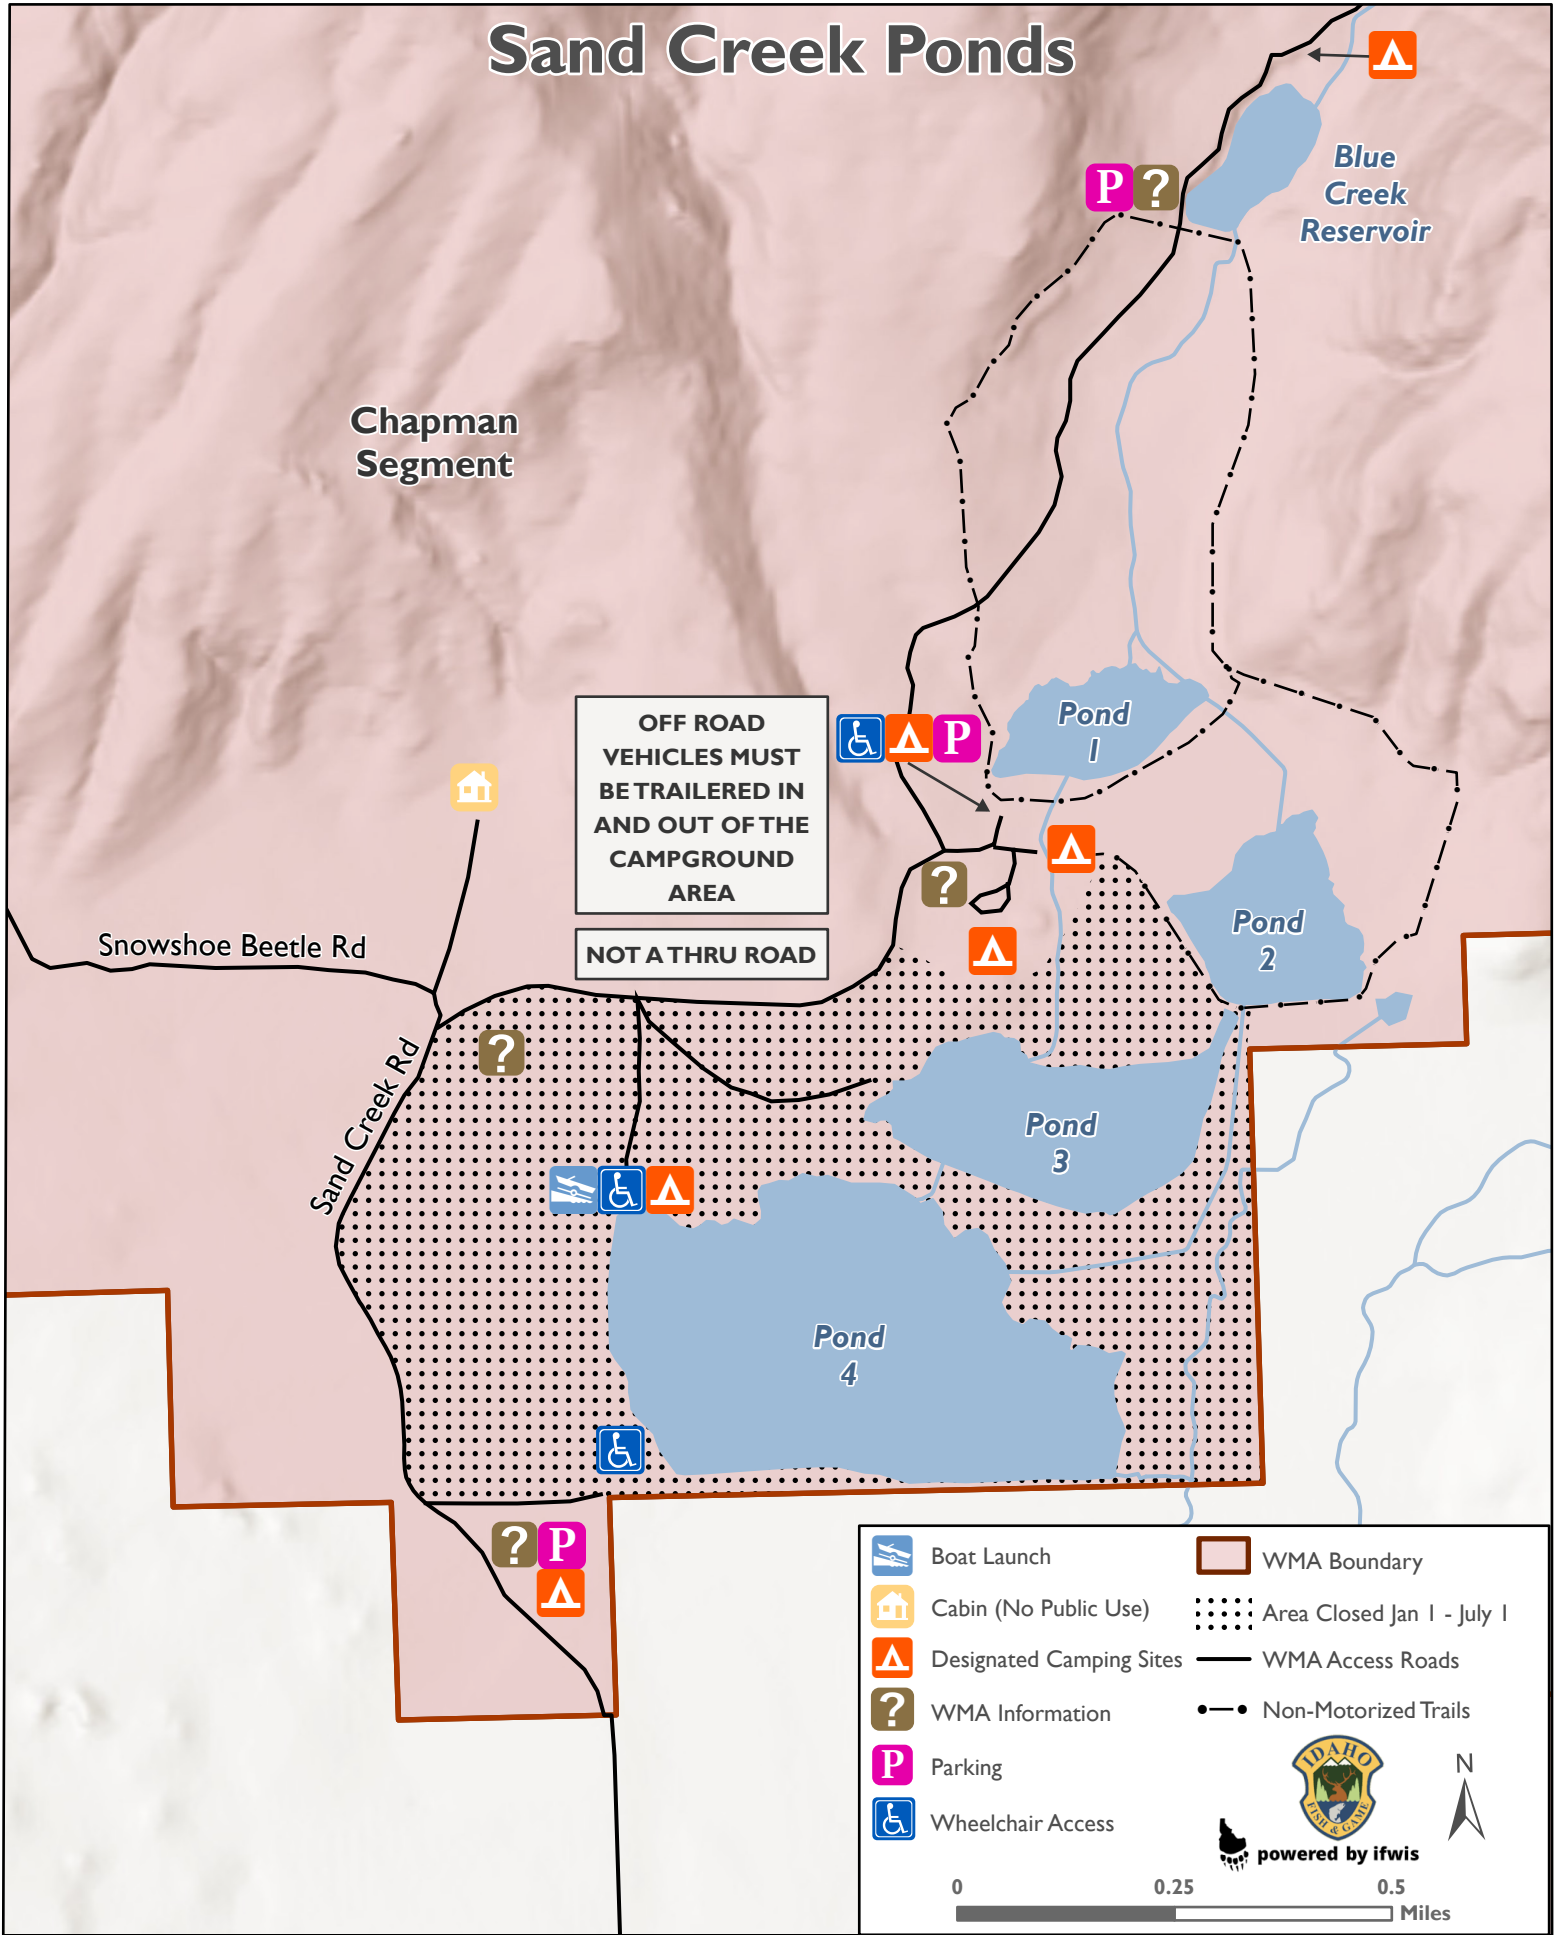 Sand Creek Ponds
Blue
Creek
Reservoir
P ?
Chapman
Segment
OFF ROAD
VEHICLES MUST
BE TRAILERED IN
AND OUT OF THE
CAMPGROUND
AREA
NOT A THRU ROAD
P
Pond
1
?
Pond
2
Snowshoe Beetle Rd
?
Sand Creek Rd
Pond
3
Pond
4
? P
Boat Launch
Cabin (No Public Use)
Designated Camping Sites
? WMA Information
P Parking
Wheelchair Access
WMA Boundary
Area Closed Jan 1 - July 1
WMA Access Roads
Non-Motorized Trails
IDAHO
FISH & GAME
N
powered by ifwis
0 0.25 0.5
Miles